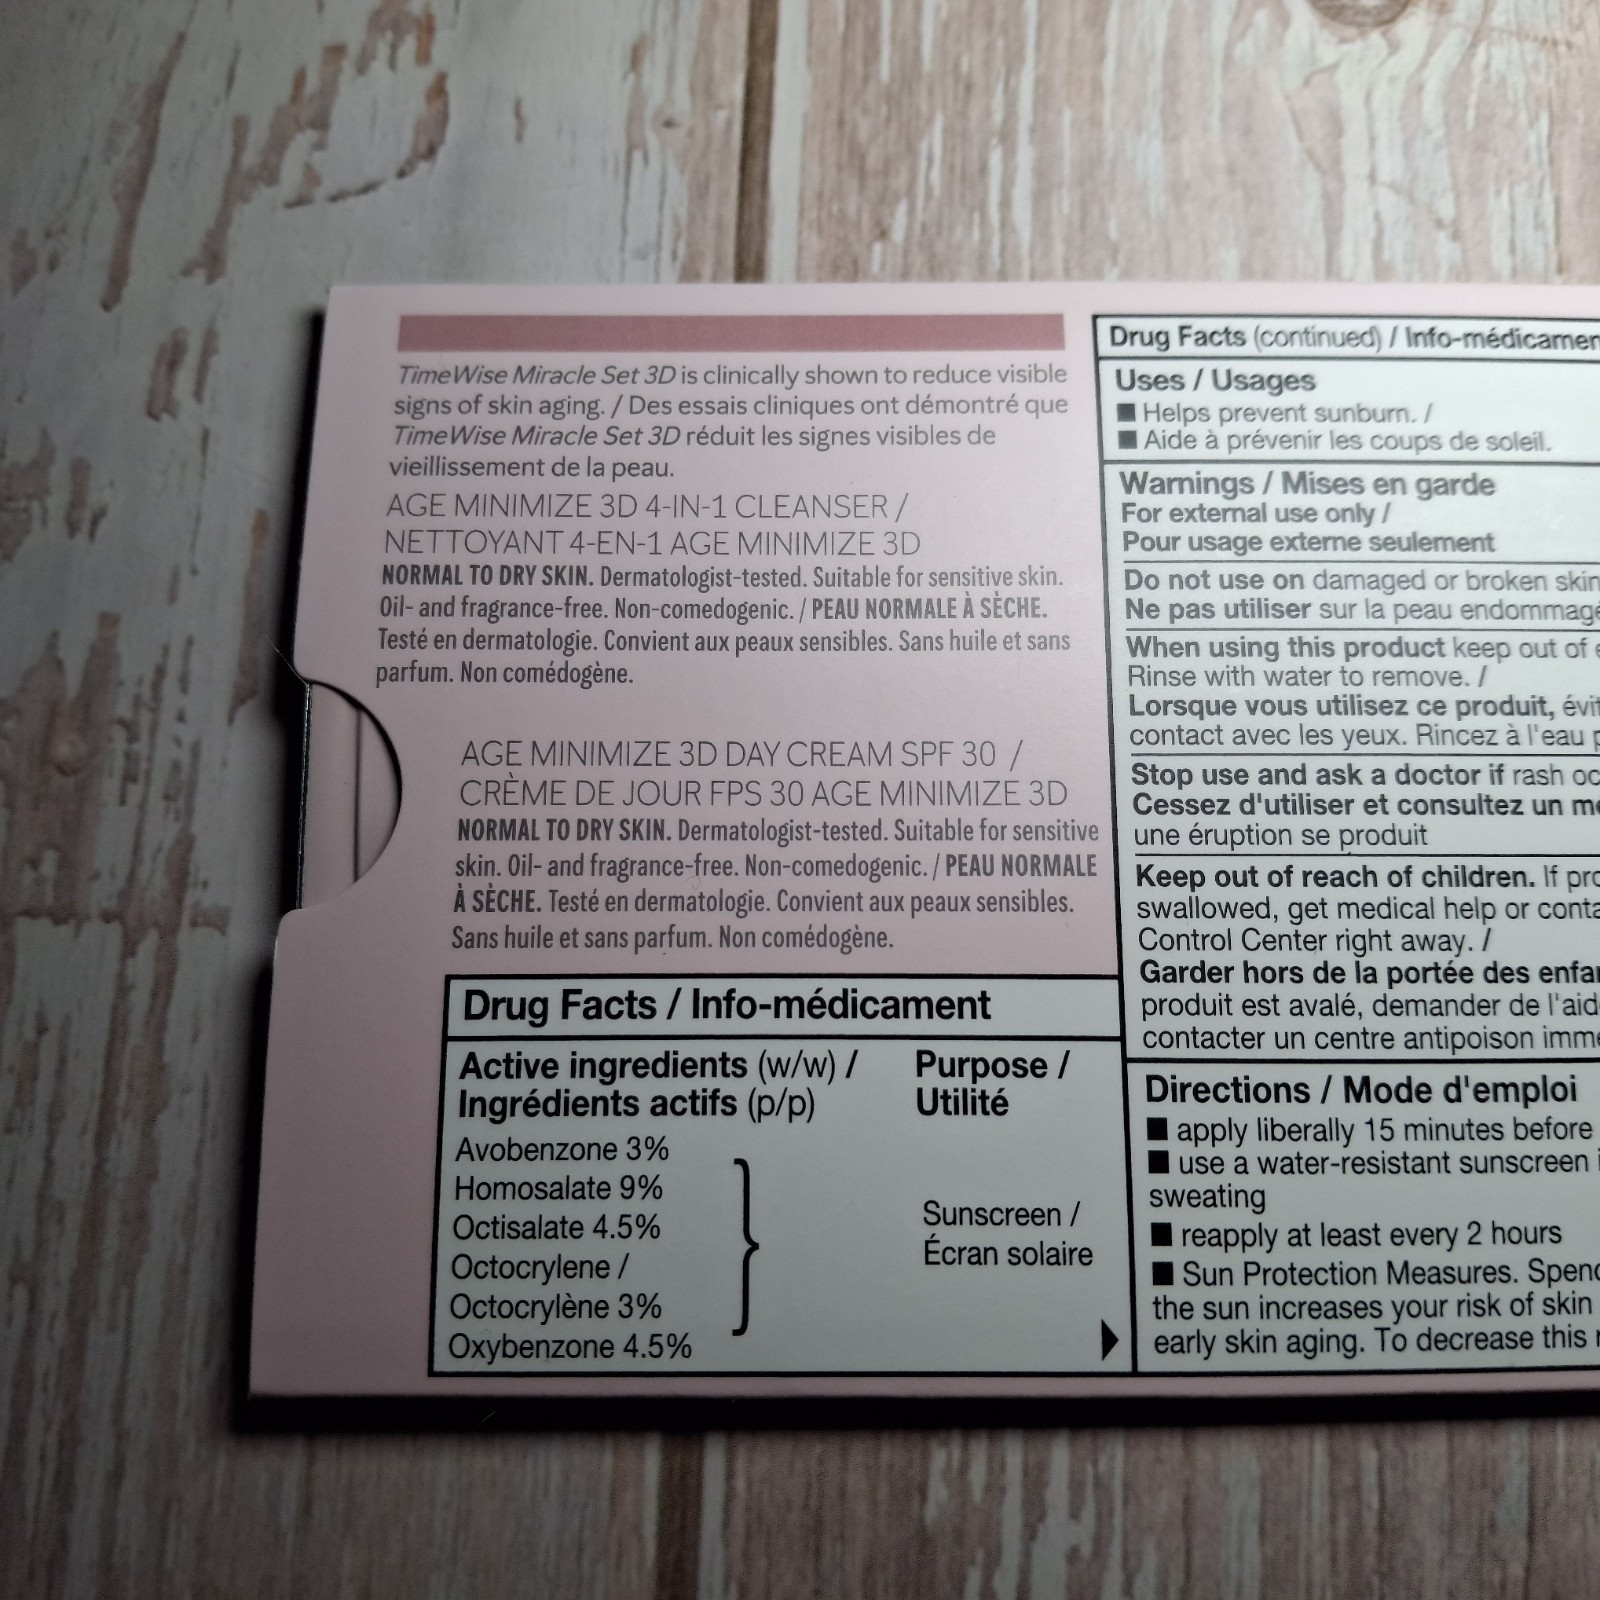 TimeWise Miracle Set 3D is clinically shown to reduce visible
signs of skin aging. / Des essais cliniques ont démontré que
TimeWise Miracle Set 3D réduit les signes visibles de
vieillissement de la peau.
AGE MINIMIZE 3D 4-IN-1 CLEANSER /
NETTOYANT 4-EN-1 AGE MINIMIZE 3D
NORMAL TO DRY SKIN. Dermatologist-tested. Suitable for sensitive skin.
Oil- and fragrance-free. Non-comedogenic. / PEAU NORMALE À SÈCHE.
Testé en dermatologie. Convient aux peaux sensibles. Sans huile et sans
parfum. Non comédogène.
AGE MINIMIZE 3D DAY CREAM SPF 30 /
CRÈME DE JOUR FPS 30 AGE MINIMIZE 3D
NORMAL TO DRY SKIN. Dermatologist-tested. Suitable for sensitive
skin. Oil- and fragrance-free. Non-comedogenic. / PEAU NORMALE
À SÈCHE. Testé en dermatologie. Convient aux peaux sensibles.
Sans huile et sans parfum. Non comédogène.
Drug Facts / Info-médicament
Active ingredients (w/w) /
Ingrédients actifs (p/p)
Purpose /
Utilité
Avobenzone 3%
Homosalate 9%
Octisalate 4.5%
Octocrylene /
Octocrylène 3%
Oxybenzone 4.5%
Sunscreen /
Écran solaire
Drug Facts (continued) / Info-médicamen
Uses / Usages
■ Helps prevent sunburn. /
■ Aide à prévenir les coups de soleil.
Warnings / Mises en garde
For external use only /
Pour usage externe seulement
Do not use on damaged or broken skin
Ne pas utiliser sur la peau endommagé
When using this product keep out of
Rinse with water to remove. /
Lorsque vous utilisez ce produit, évit
contact avec les yeux. Rincez à l'eau
Stop use and ask a doctor if rash oc
Cessez d'utiliser et consultez un mé
une éruption se produit
Keep out of reach of children. If pro
swallowed, get medical help or conta
Control Center right away. /
Garder hors de la portée des enfan
produit est avalé, demander de l'aid
contacter un centre antipoison imm
Directions / Mode d'emploi
■ apply liberally 15 minutes before
■ use a water-resistant sunscreen i
sweating
■ reapply at least every 2 hours
■ Sun Protection Measures. Spend
the sun increases your risk of skin
early skin aging. To decrease this r